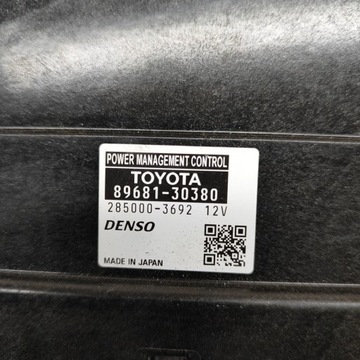 POWER MANAGEMENT CONTROL
TOYOTA
89681-30380
285000-3692 12V
DENSO
MADE IN JAPAN